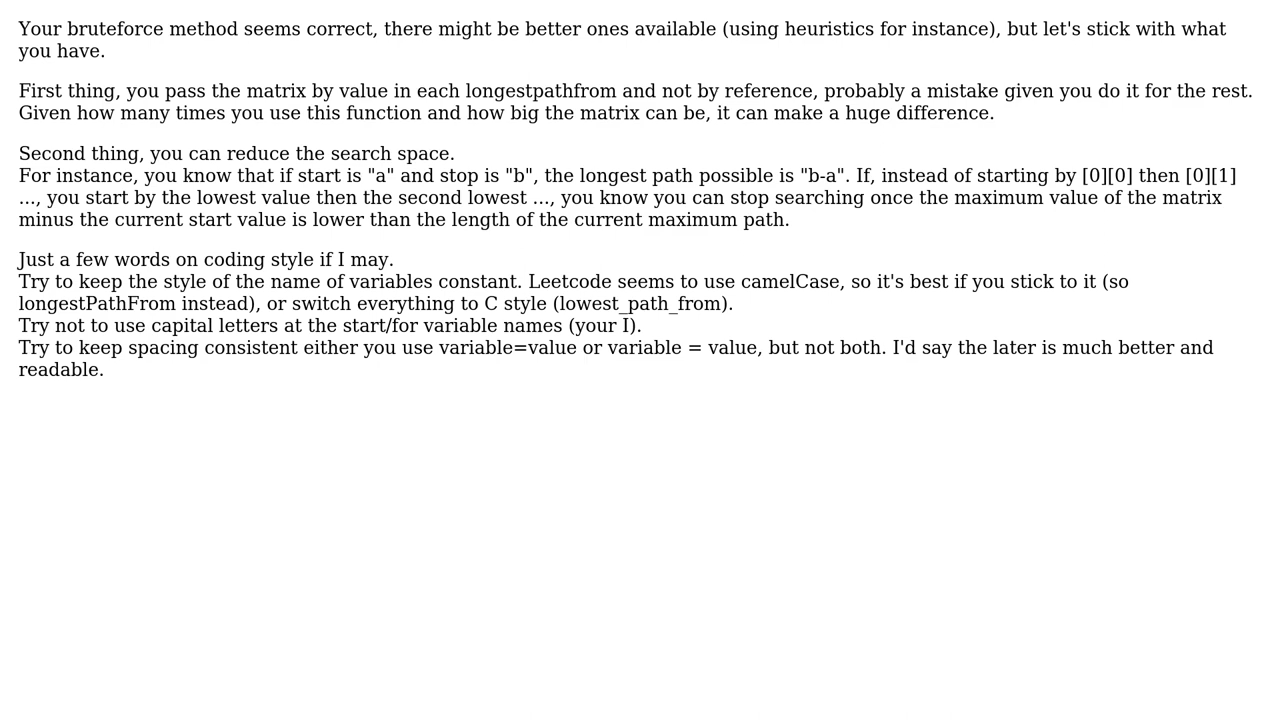 Your bruteforce method seems correct, there might be better ones available (using heuristics for instance), but let's stick with what
you have.
First thing, you pass the matrix by value in each longestpathfrom and not by reference, probably a mistake given you do it for the rest.
Given how many times you use this function and how big the matrix can be, it can make a huge difference.
Second thing, you can reduce the search space.
For instance, you know that if start is "a" and stop is "b", the longest path possible is "b-a". If, instead of starting by [0][0] then [0][1]
..., you start by the lowest value then the second lowest ..., you know you can stop searching once the maximum value of the matrix
minus the current start value is lower than the length of the current maximum path.
Just a few words on coding style if I may.
Try to keep the style of the name of variables constant. Leetcode seems to use camelCase, so it's best if you stick to it (so
longestPathFrom instead), or switch everything to C style (lowest_path_from).
Try not to use capital letters at the start/for variable names (your I).
Try to keep spacing consistent either you use variable=value or variable = value, but not both. I'd say the later is much better and
readable.